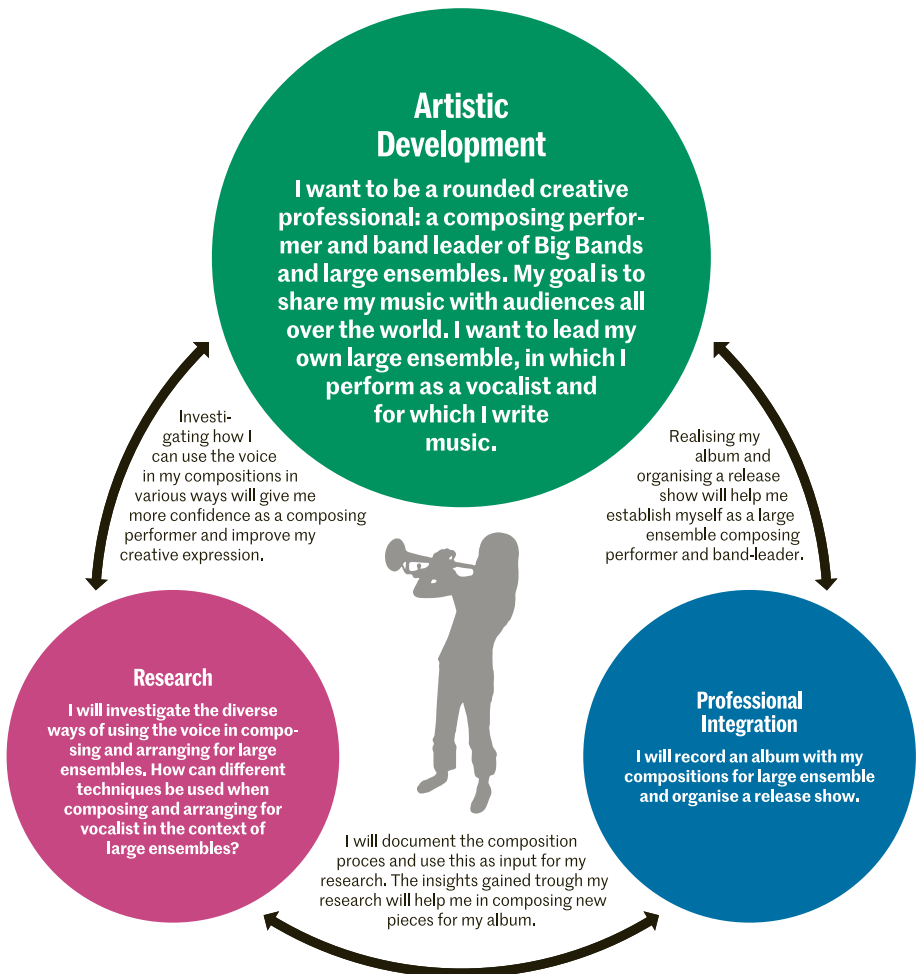 Artistic
Development
I want to be a rounded creative
professional: a composing perfor-
mer and band leader of Big Bands
and large ensembles. My goal is to
share my music with audiences all
over the world. I want to lead my
own large ensemble, in which I
perform as a vocalist and
for which I write
music.
Investi-
gating how I
can use the voice
in my compositions in
various ways will give me
more confidence as a composing
performer and improve my
creative expression.
Realising my
album and
organising a release
show will help me
establish myself as a large
ensemble composing
performer and band-leader.
Research
I will investigate the diverse
ways of using the voice in compo-
sing and arranging for large
ensembles. How can different
techniques be used when
composing and arranging for
vocalist in the context of
large ensembles?
Professional
Integration
I will record an album with my
compositions for large ensemble
and organise a release show.
I will document the composition
proces and use this as input for my
research. The insights gained trough my
research will help me in composing new
pieces for my album.